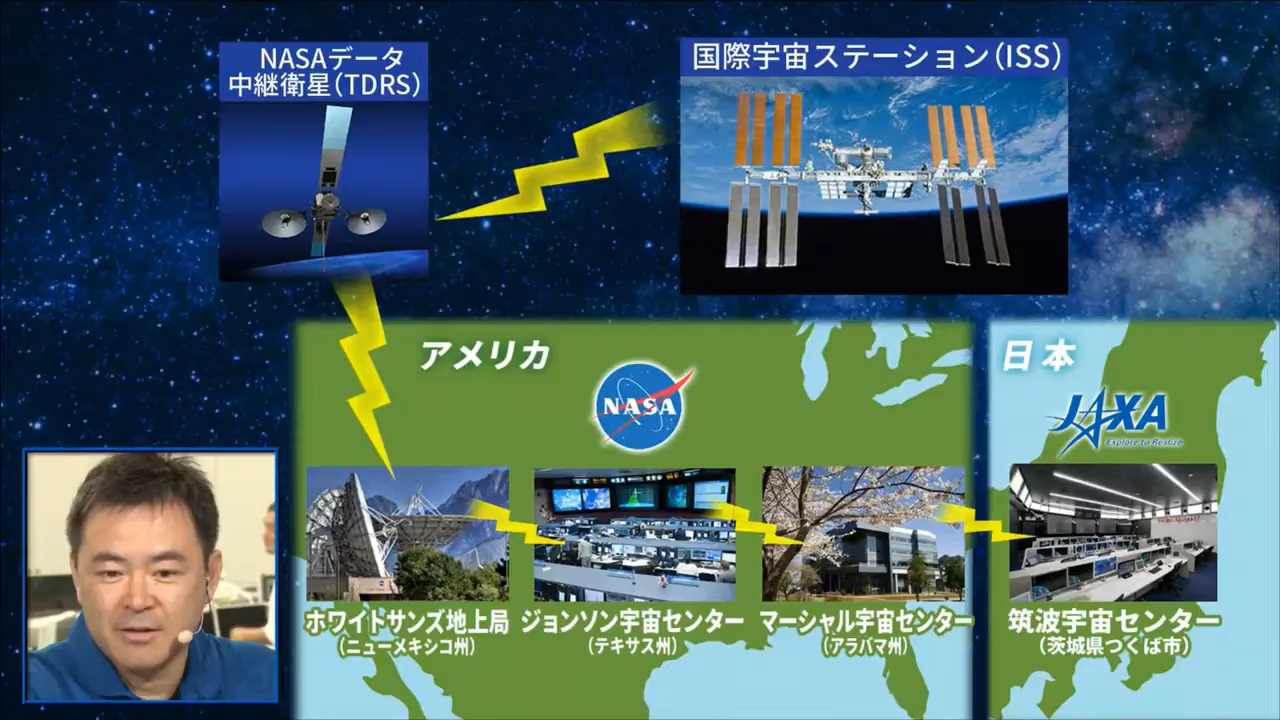 NASAデータ
中継衛星(TDRS)
国際宇宙ステーション(ISS)
アメリカ
NASA
日本
JAXA
Explore to Realize
ホワイトサンズ地上局
(ニューメキシコ州)
ジョンソン宇宙センター
(テキサス州)
マーシャル宇宙センター
(アラバマ州)
筑波宇宙センター
(茨城県つくば市)